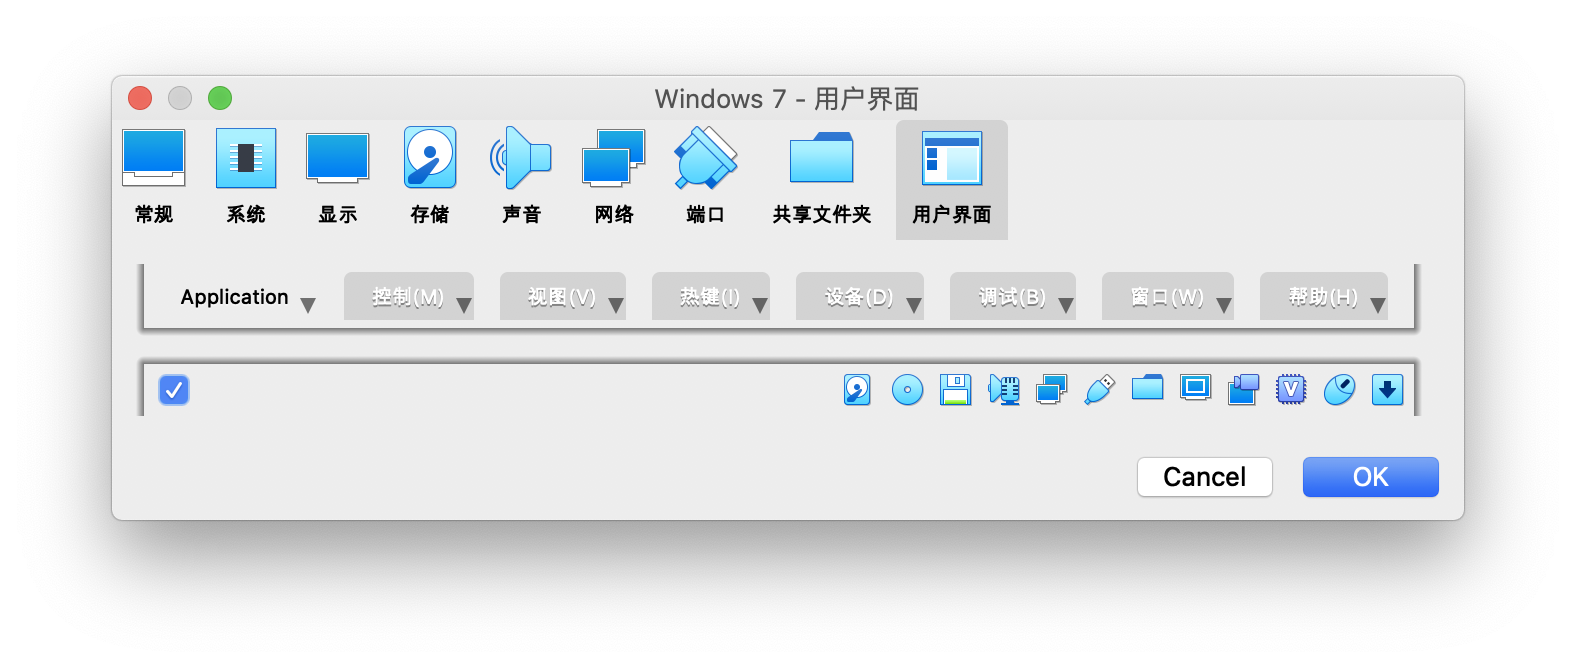 Windows 7 - 用户界面
常规 系统 显示 存储 声音 网络 端口 共享文件夹 用户界面
Application 控制(M) 视图(V) 热键(I) 设备(D) 调试(B) 窗口(W) 帮助(H)
V
Cancel OK